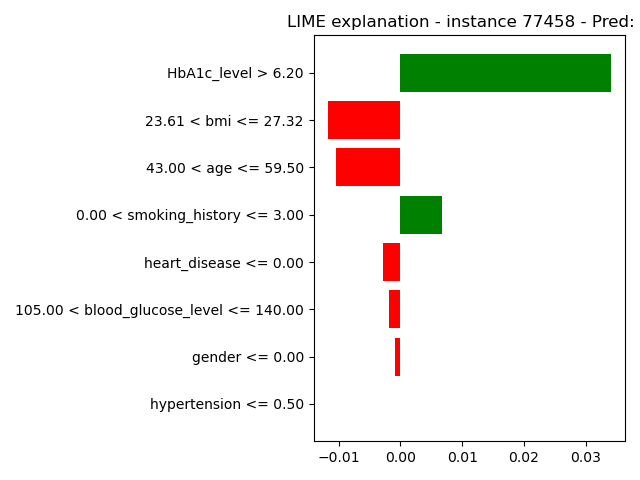 LIME explanation - instance 77458 - Pred:
HbA1c_level > 6.20
23.61 < bmi <= 27.32
43.00 < age <= 59.50
0.00 < smoking_history <= 3.00
heart_disease <= 0.00
105.00 < blood_glucose_level <= 140.00
gender <= 0.00
hypertension <= 0.50
−0.01 0.00 0.01 0.02 0.03